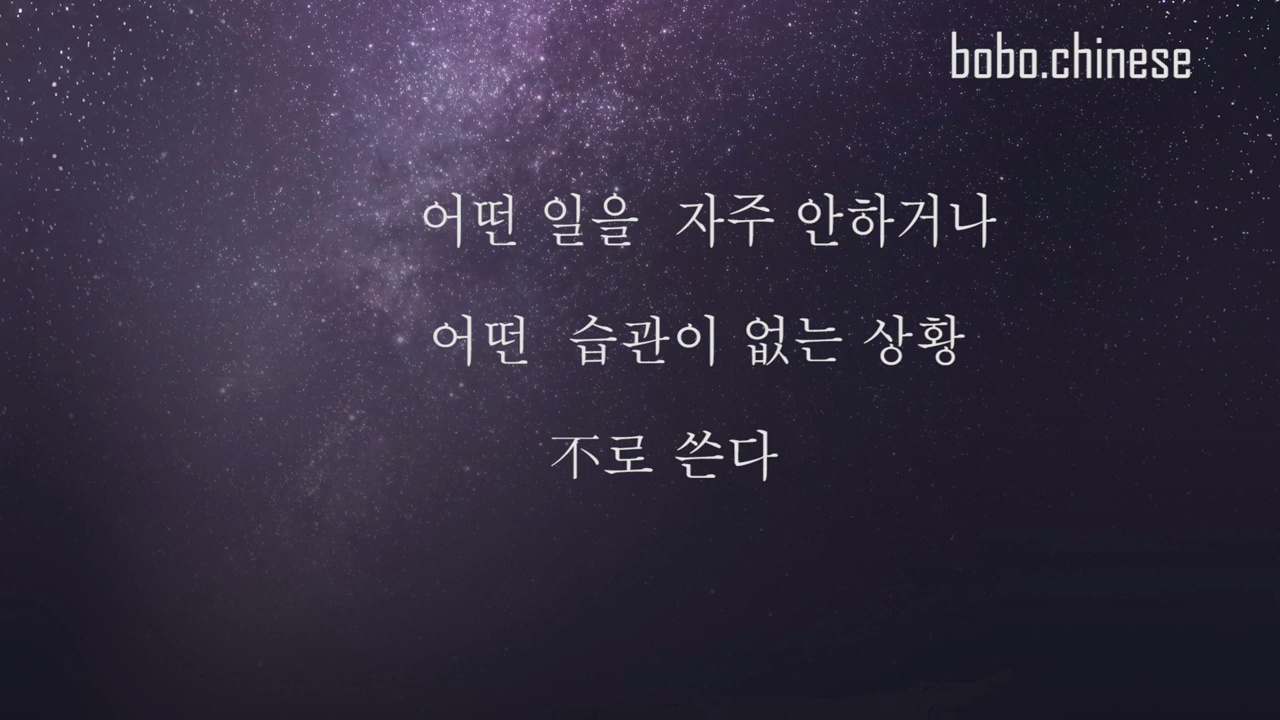 bobo.chinese
어떤 일을 자주 안하거나
어떤 습관이 없는 상황
不로 쓴다